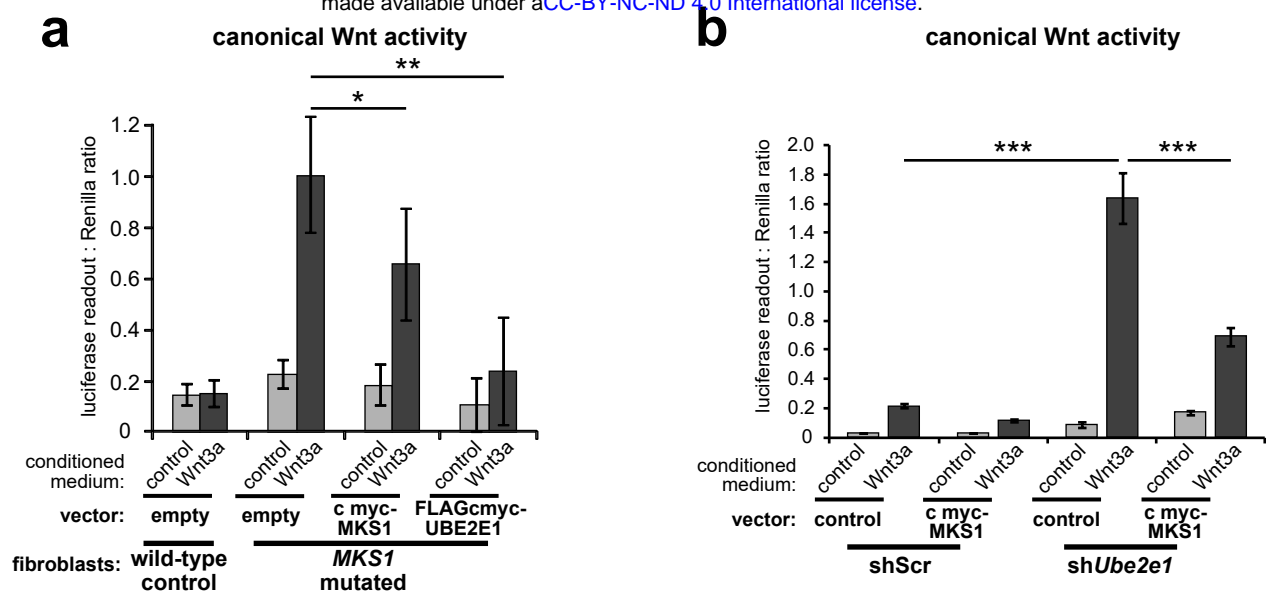 made available under aCC-BY-NC-ND 4.0 International license.
a
canonical Wnt activity
**
*
luciferase readout : Renilla ratio
1.2
1.0
0.8
0.6
0.4
0.2
0
conditioned medium:
control Wnt3a control Wnt3a control Wnt3a control Wnt3a
vector: empty empty c myc-MKS1 FLAGcmyc-UBE2E1
fibroblasts: wild-type control MKS1 mutated
b
canonical Wnt activity
*** ***
luciferase readout : Renilla ratio
2.0
1.8
1.6
1.4
1.2
1.0
0.8
0.6
0.4
0.2
0
conditioned medium:
control Wnt3a control Wnt3a control Wnt3a control Wnt3a
vector: control c myc-MKS1 control c myc-MKS1
shScr shUbe2e1